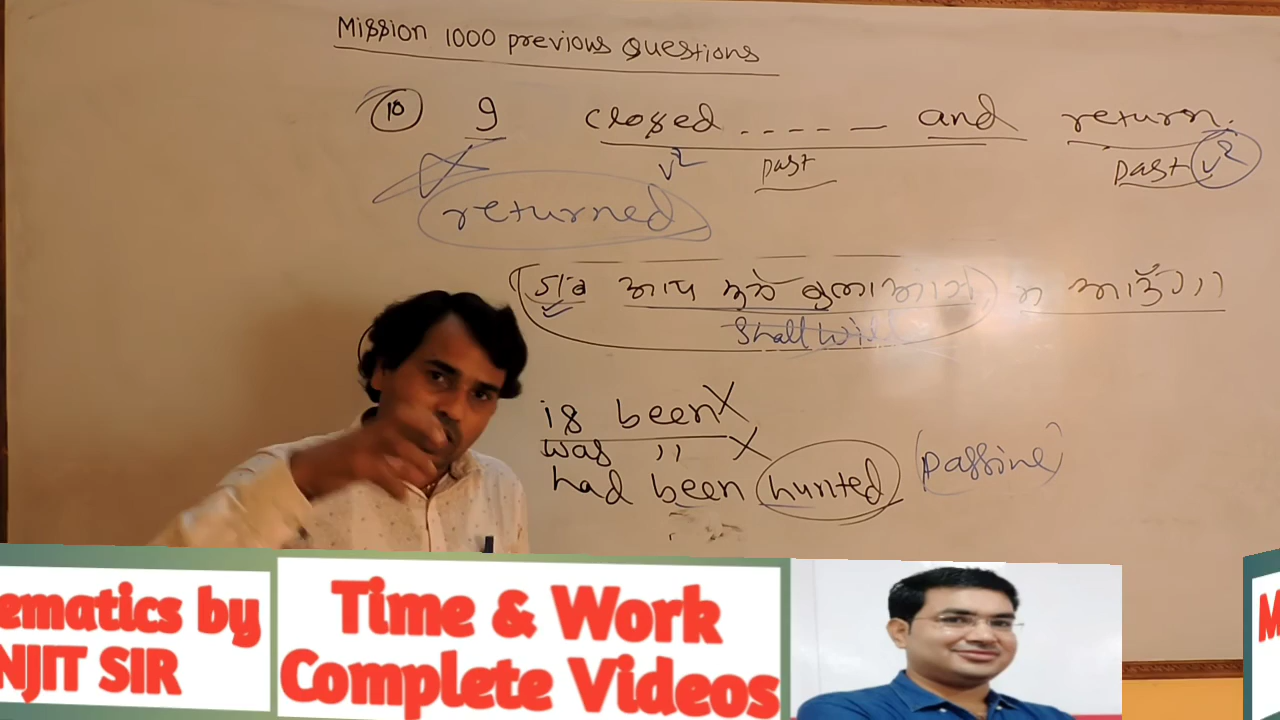 Mission 1000 previous questions
10 g closed ----- and return.
v² past past v²
returned
आप
Shall will
is been X
was ,, X
had been hunted (passive)
ematics by
NJIT SIR
Time & Work
Complete Videos
M